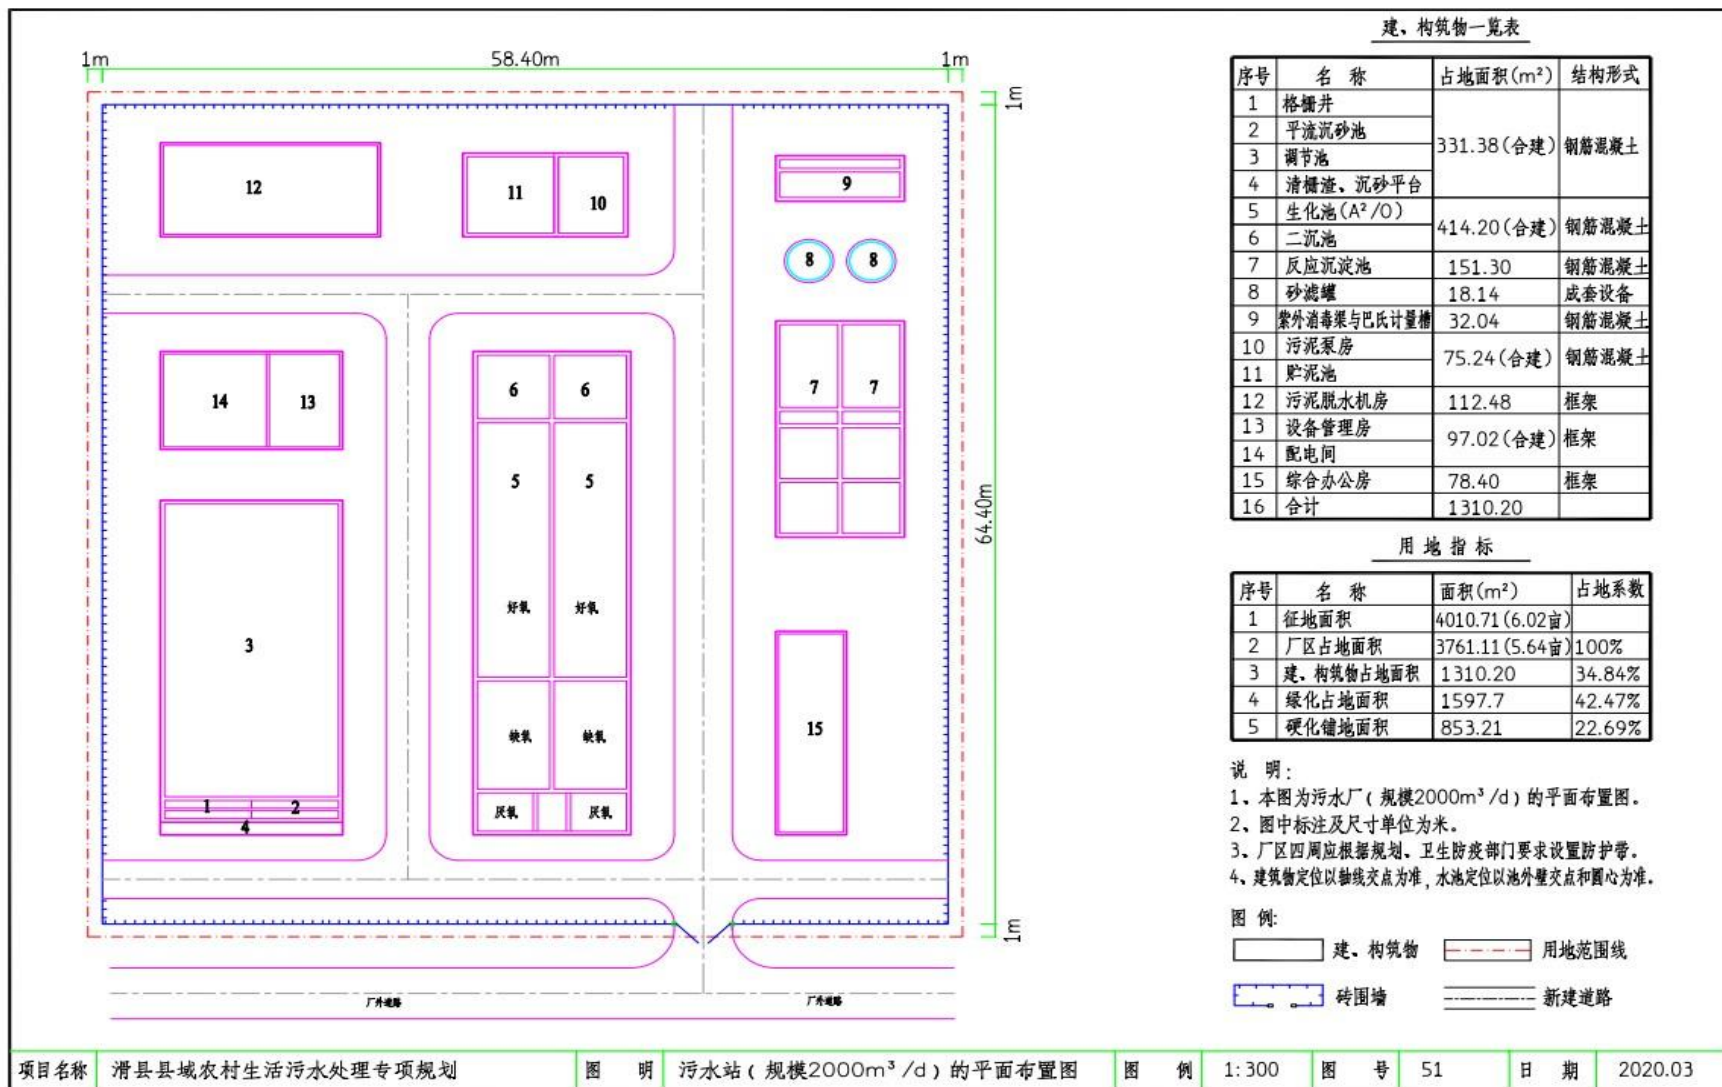 建、构筑物一览表
序号 名 称 占地面积(m²) 结构形式
1 格栅井 331.38(合建) 钢筋混凝土
2 平流沉砂池
3 调节池
4 清栅渣、沉砂平台
5 生化池(A²/O) 414.20(合建) 钢筋混凝土
6 二沉池
7 反应沉淀池 151.30 钢筋混凝土
8 砂滤罐 18.14 成套设备
9 紫外消毒渠与巴氏计量槽 32.04 钢筋混凝土
10 污泥泵房 75.24(合建) 钢筋混凝土
11 贮泥池
12 污泥脱水机房 112.48 框架
13 设备管理房 97.02(合建) 框架
14 配电间
15 综合办公房 78.40 框架
16 合计 1310.20
用 地 指 标
序号 名 称 面积(m²) 占地系数
1 征地面积 4010.71(6.02亩)
2 厂区占地面积 3761.11(5.64亩) 100%
3 建、构筑物占地面积 1310.20 34.84%
4 绿化占地面积 1597.7 42.47%
5 硬化铺地面积 853.21 22.69%
说 明:
1、本图为污水厂(规模2000m³/d)的平面布置图。
2、图中标注及尺寸单位为米。
3、厂区四周应根据规划、卫生防疫部门要求设置防护带。
4、建筑物定位以轴线交点为准,水池定位以池外壁交点和圆心为准。
图 例:
建、构筑物 用地范围线
砖围墙 新建道路
1m 58.40m 1m
1m
64.40m
1m
12 11 10 9
8 8
14 13 6 6 7 7
5 5
3 好氧 好氧
缺氧 缺氧 15
1 2 厌氧 厌氧
4
厂外道路 厂外道路
项目名称 滑县县域农村生活污水处理专项规划 图 明 污水站(规模2000m³/d)的平面布置图 图 例 1:300 图 号 51 日 期 2020.03